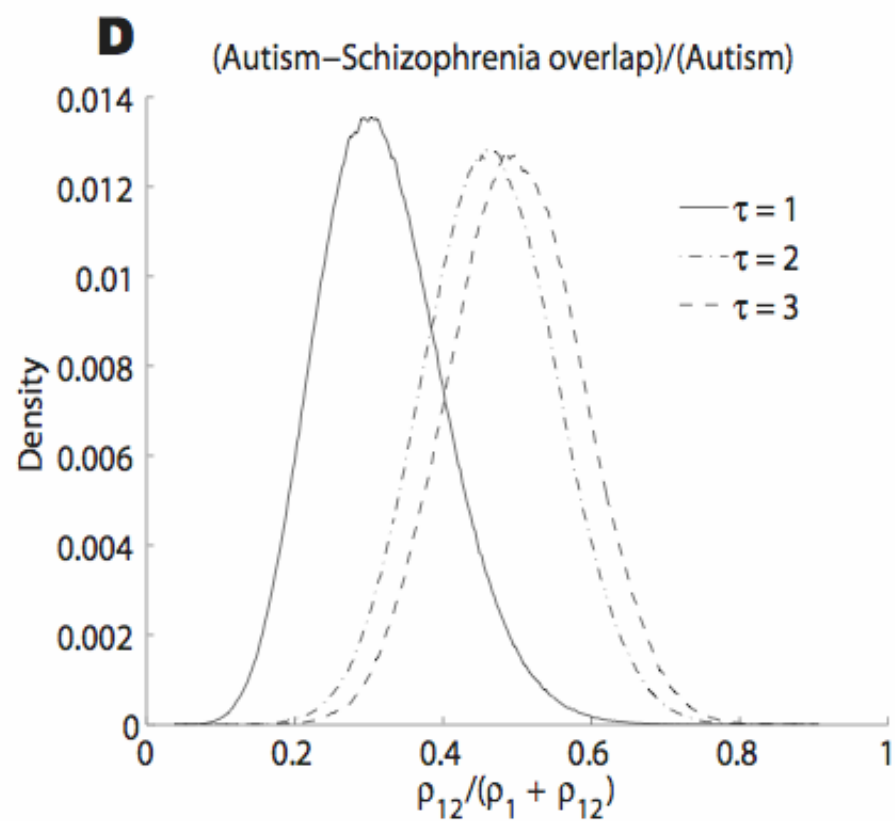 D
(Autism–Schizophrenia overlap)/(Autism)
0.014
0.012
0.01
0.008
0.006
0.004
0.002
0
Density
τ = 1
τ = 2
τ = 3
0 0.2 0.4 0.6 0.8 1
ρ₁₂/(ρ₁ + ρ₁₂)